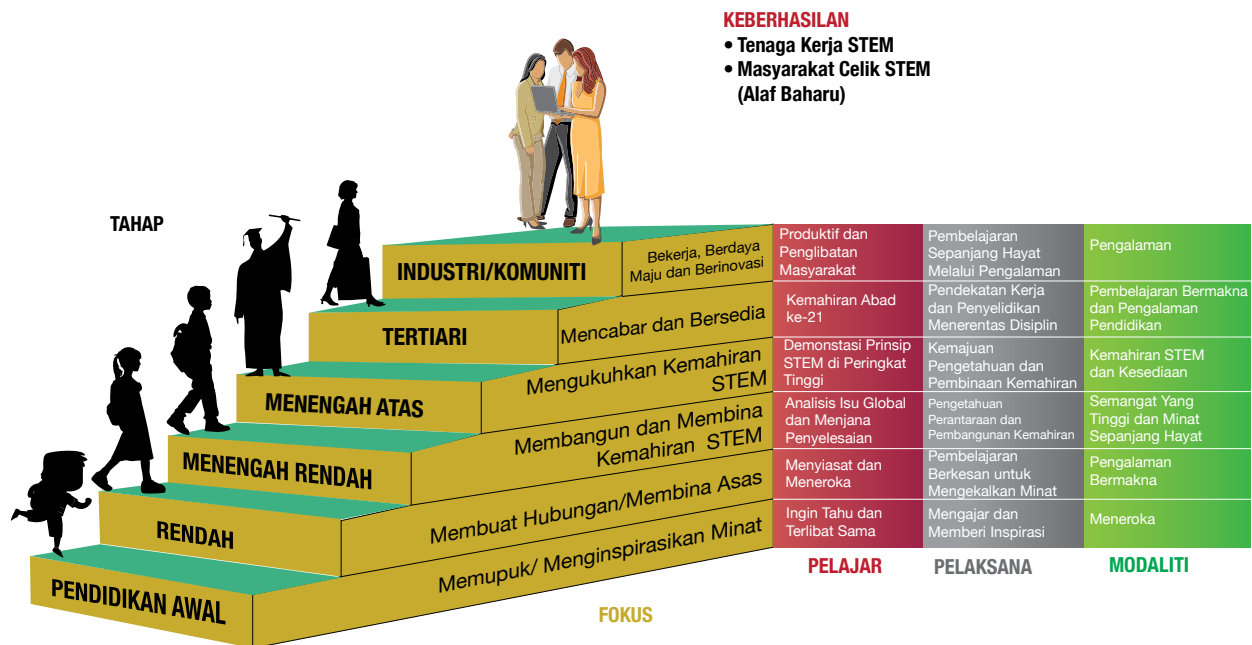 KEBERHASILAN
• Tenaga Kerja STEM
• Masyarakat Celik STEM
(Alaf Baharu)
TAHAP
INDUSTRI/KOMUNITI
Bekerja, Berdaya
Maju dan Berinovasi
Produktif dan
Penglibatan
Masyarakat
Pembelajaran
Sepanjang Hayat
Melalui Pengalaman
Pengalaman
TERTIARI
Mencabar dan Bersedia
Kemahiran Abad
ke-21
Pendekatan Kerja
dan Penyelidikan
Menerentas Disiplin
Pembelajaran Bermakna
dan Pengalaman
Pendidikan
MENENGAH ATAS
Mengukuhkan Kemahiran
STEM
Demonstasi Prinsip
STEM di Peringkat
Tinggi
Kemajuan
Pengetahuan dan
Pembinaan Kemahiran
Kemahiran STEM
dan Kesediaan
MENENGAH RENDAH
Membangun dan Membina
Kemahiran STEM
Analisis Isu Global
dan Menjana
Penyelesaian
Pengetahuan
Perantaraan dan
Pembangunan Kemahiran
Semangat Yang
Tinggi dan Minat
Sepanjang Hayat
RENDAH
Membuat Hubungan/Membina Asas
Menyiasat dan
Meneroka
Pembelajaran
Berkesan untuk
Mengekalkan Minat
Pengalaman
Bermakna
PENDIDIKAN AWAL
Memupuk/ Menginspirasikan Minat
Ingin Tahu dan
Terlibat Sama
Mengajar dan
Memberi Inspirasi
Meneroka
PELAJAR
PELAKSANA
MODALITI
FOKUS